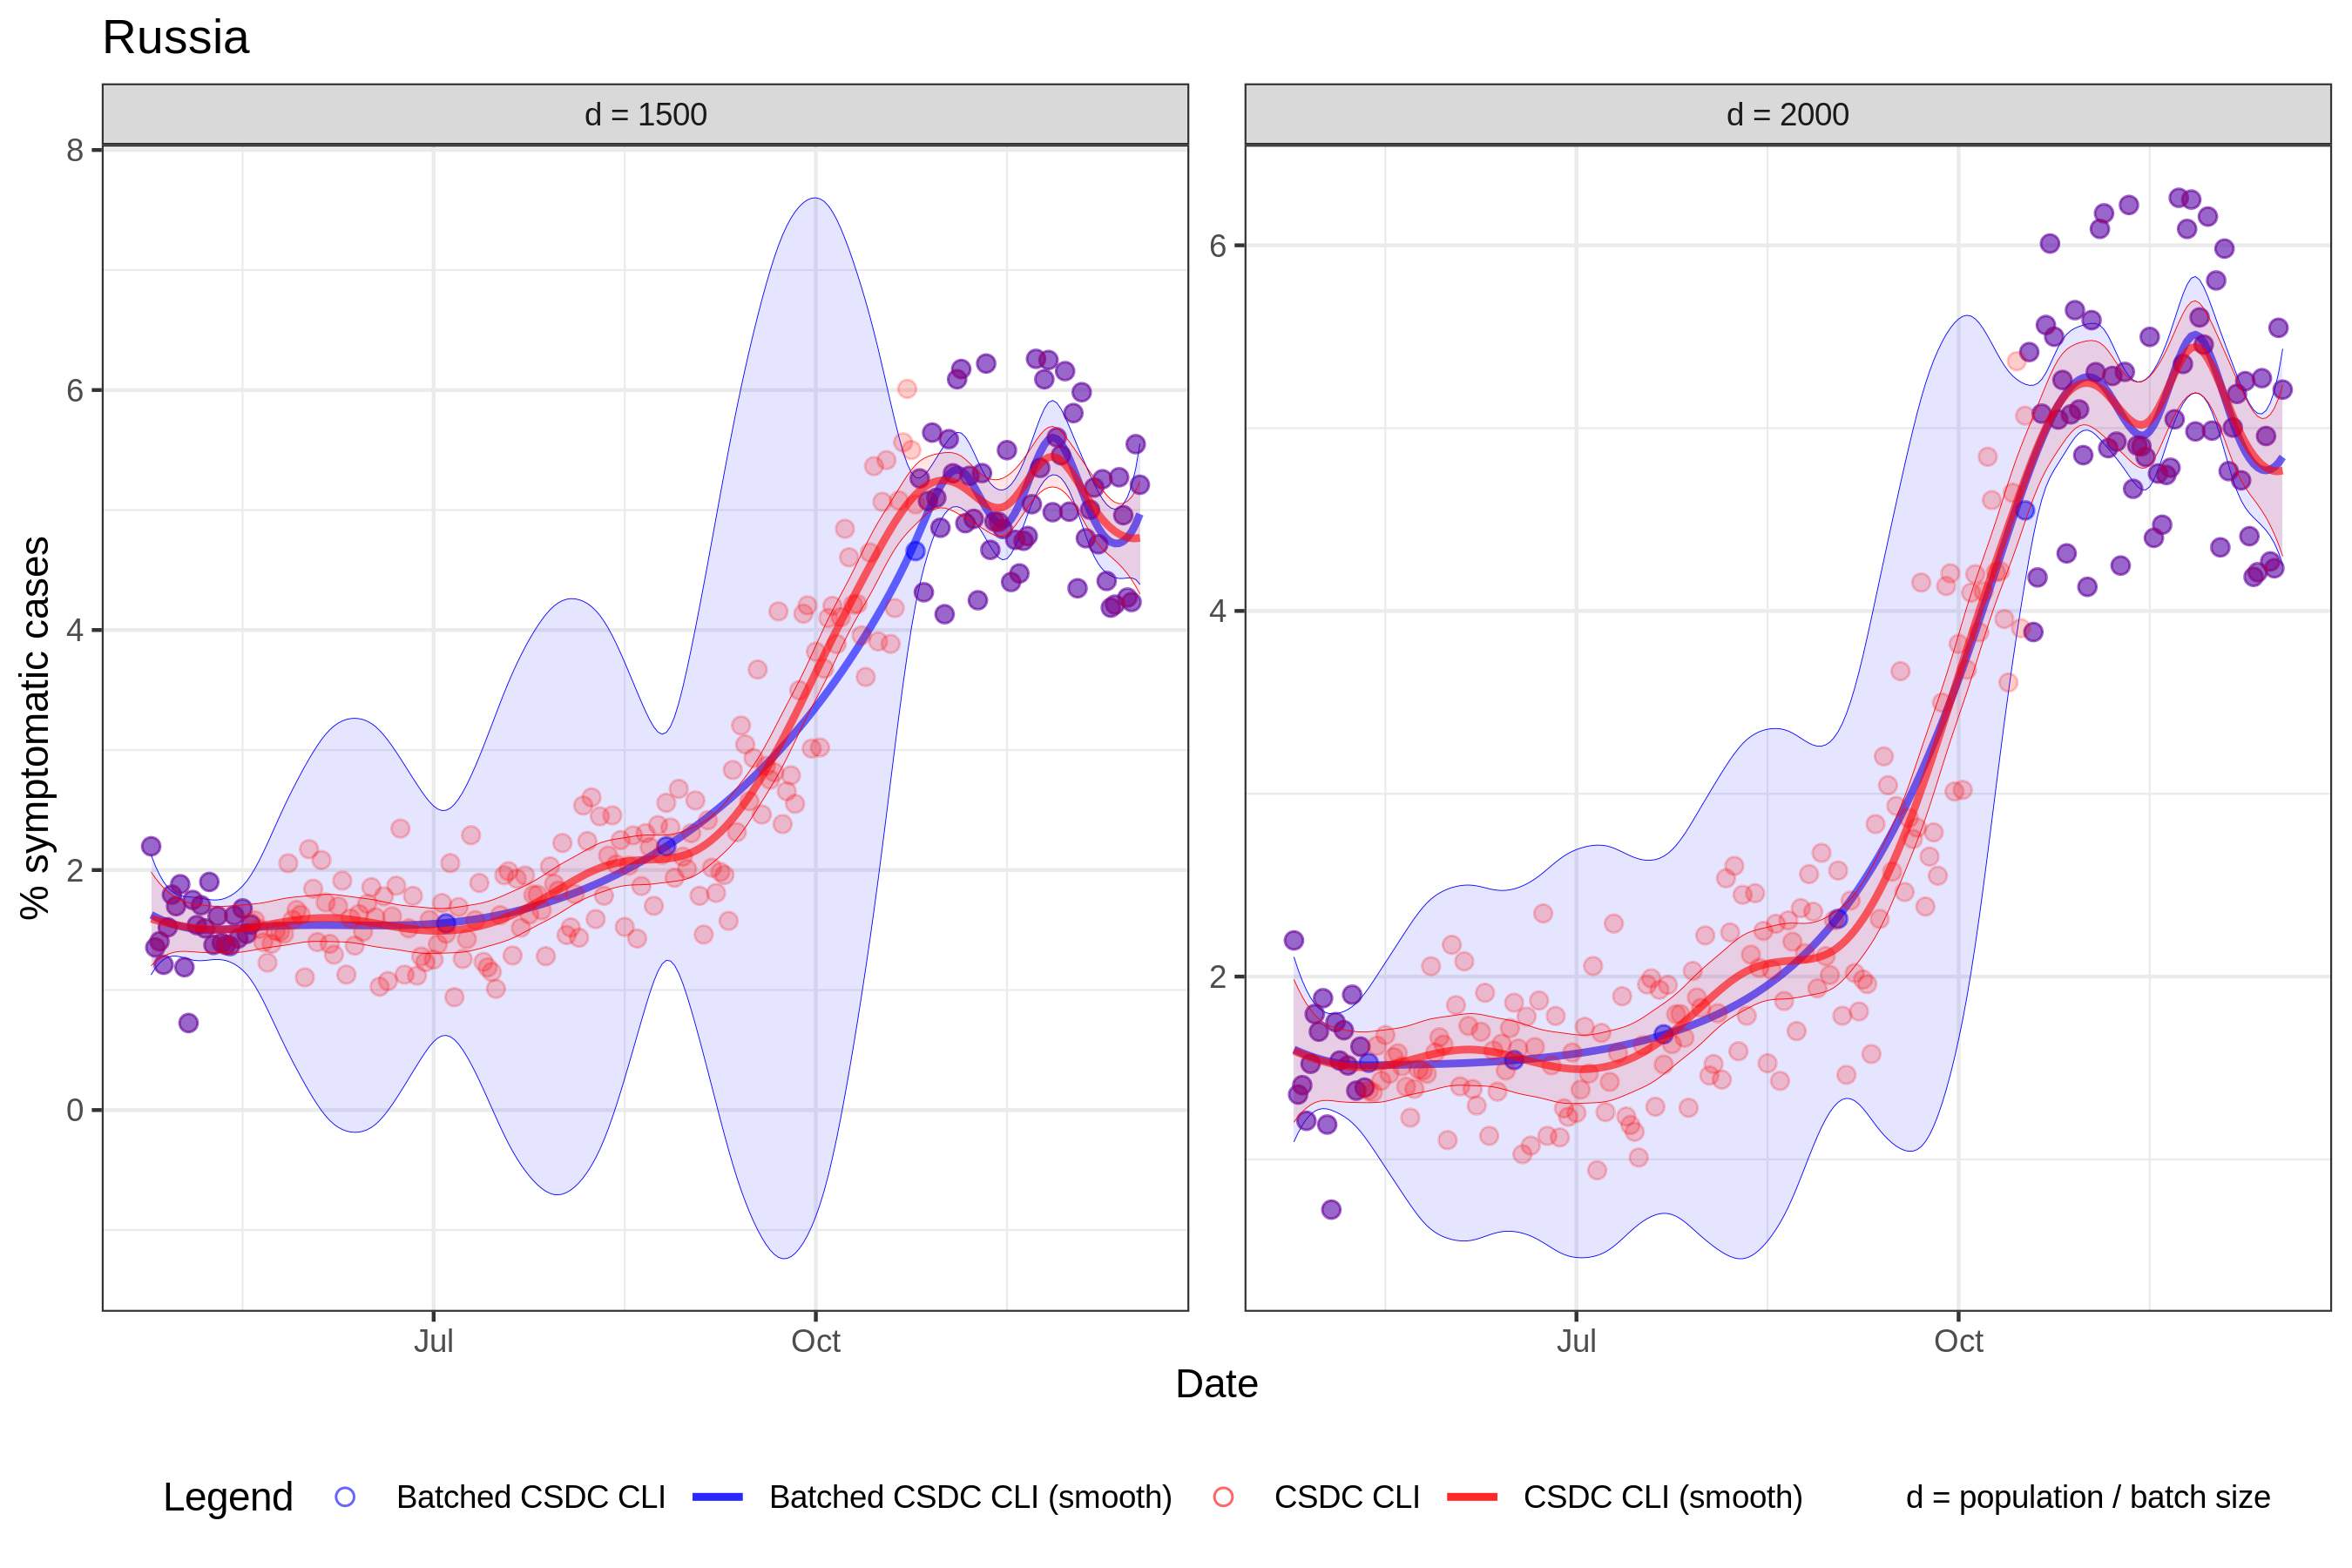 Russia
d = 1500
d = 2000
% symptomatic cases
8
6
4
2
0
6
4
2
Jul
Oct
Jul
Oct
Date
Legend
Batched CSDC CLI
Batched CSDC CLI (smooth)
CSDC CLI
CSDC CLI (smooth)
d = population / batch size